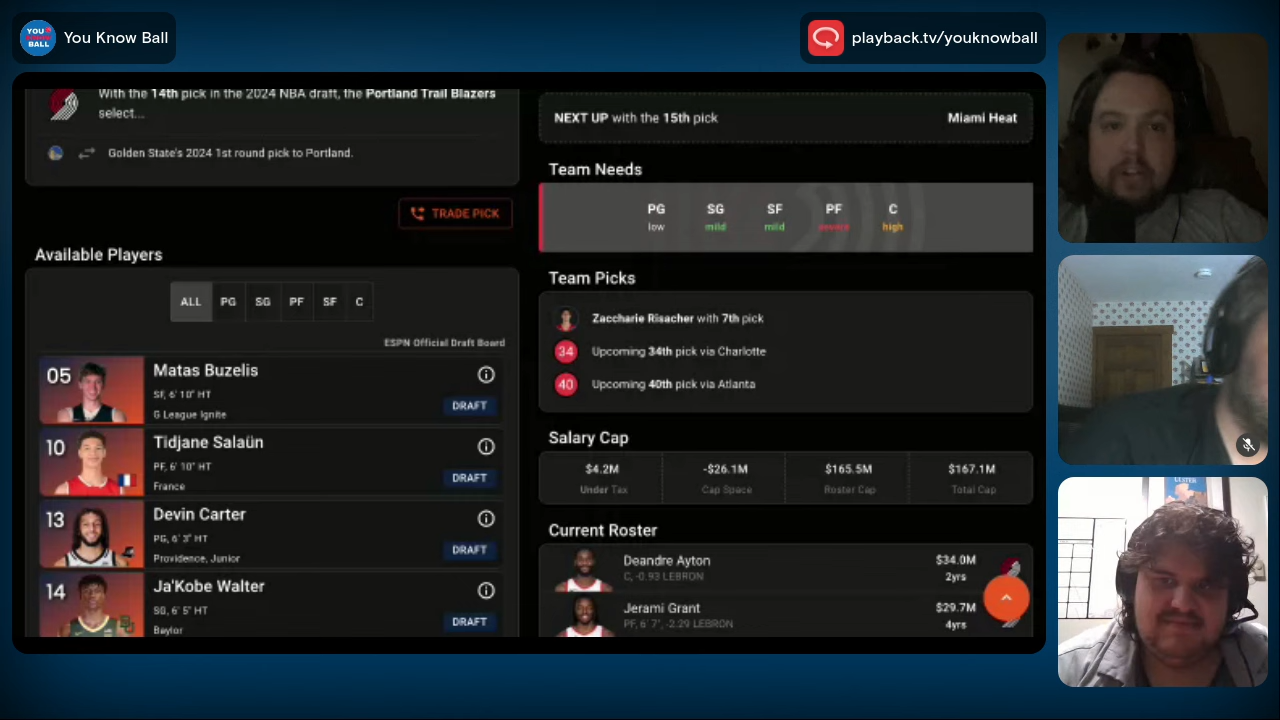 YOU KNOW BALL
You Know Ball
playback.tv/youknowball
With the 14th pick in the 2024 NBA draft, the Portland Trail Blazers
select...
Golden State's 2024 1st round pick to Portland.
TRADE PICK
Available Players
ALL PG SG PF SF C
ESPN Official Draft Board
05 Matas Buzelis
SF, 6' 10" HT
G League Ignite
DRAFT
10 Tidjane Salaün
PF, 6' 10" HT
France
DRAFT
13 Devin Carter
PG, 6' 3" HT
Providence, Junior
DRAFT
14 Ja'Kobe Walter
SG, 6' 5" HT
Baylor
DRAFT
NEXT UP with the 15th pick Miami Heat
Team Needs
PG SG SF PF C
low mild mild severe high
Team Picks
Zaccharie Risacher with 7th pick
34 Upcoming 34th pick via Charlotte
40 Upcoming 40th pick via Atlanta
Salary Cap
$4.2M -$26.1M $165.5M $167.1M
Under Tax Cap Space Roster Cap Total Cap
Current Roster
Deandre Ayton $34.0M
C, -0.93 LEBRON 2yrs
Jerami Grant $29.7M
PF, 6' 7", -2.29 LEBRON 4yrs
ULSTER